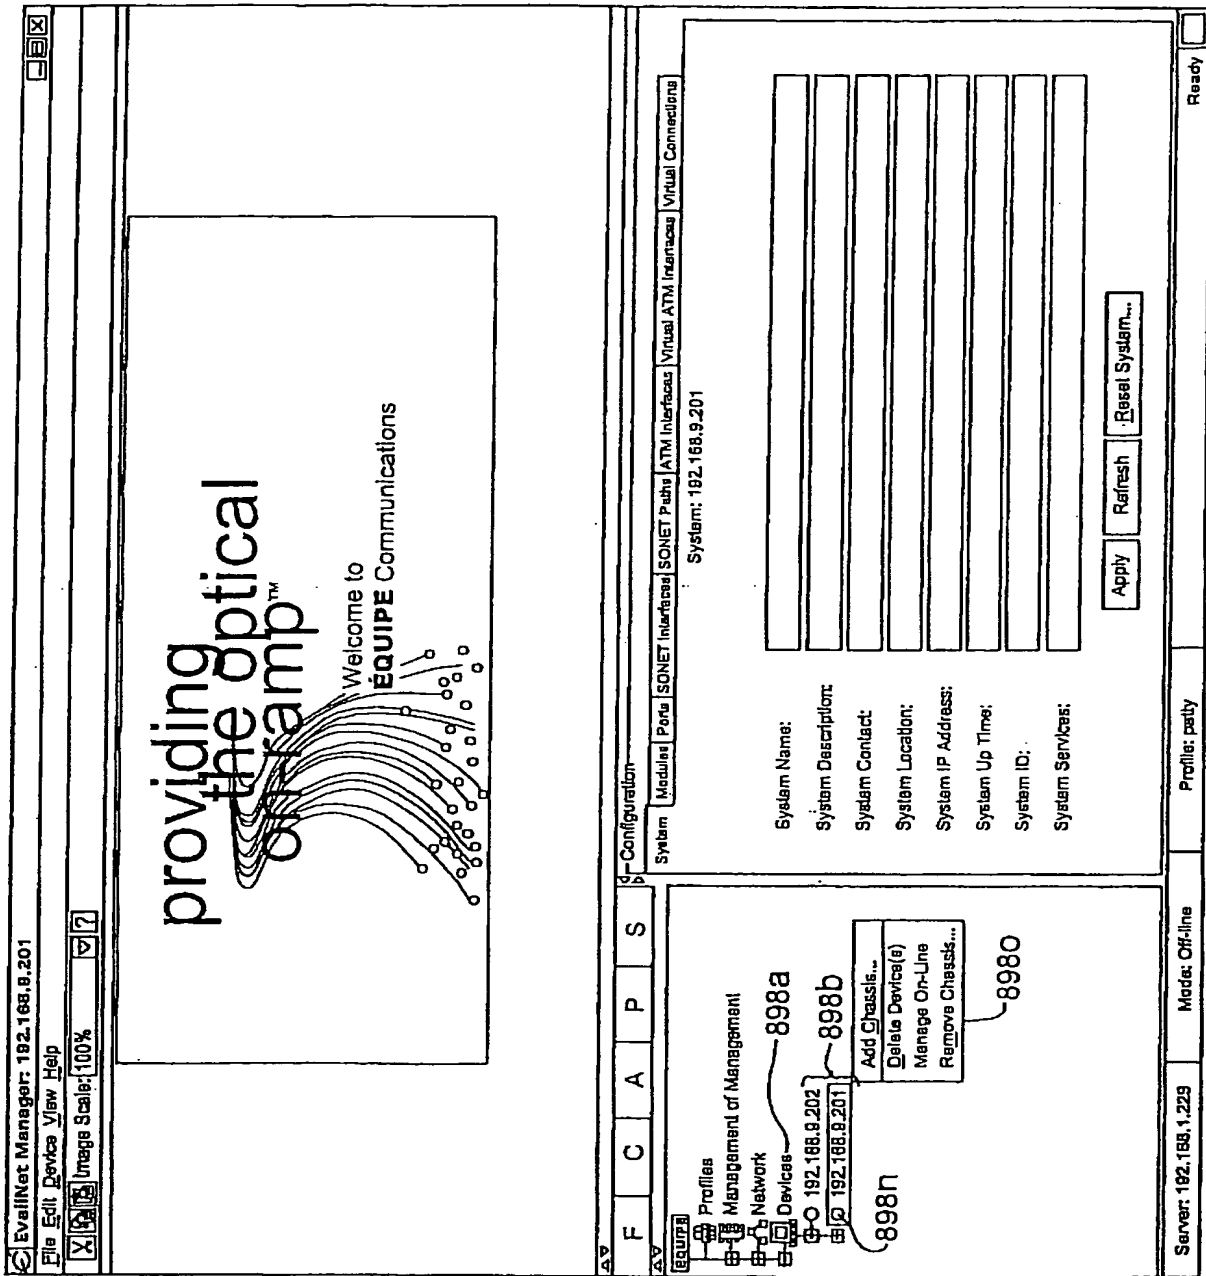 EvaliNet Manager: 192.168.9.201
File Edit Device View Help
Image Scale: 100%
?
providing
the optical
on-ramp™
Welcome to
ÉQUIPE Communications
F C A P S
EQUIPE
Profiles
Management of Management
Network
Devices
898a
192.168.9.202
898b
192.168.9.201
898n
Add Chassis...
Delete Device(s)
Manage On-Line
Remove Chassis...
898o
Configuration
System Modules Ports SONET Interfaces SONET Paths ATM Interfaces Virtual ATM Interfaces Virtual Connections
System: 192.168.9.201
System Name:
System Description:
System Contact:
System Location:
System IP Address:
System Up Time:
System ID:
System Services:
Apply Refresh Reset System...
Server: 192.168.1.229 Mode: Off-line Profile: patty Ready